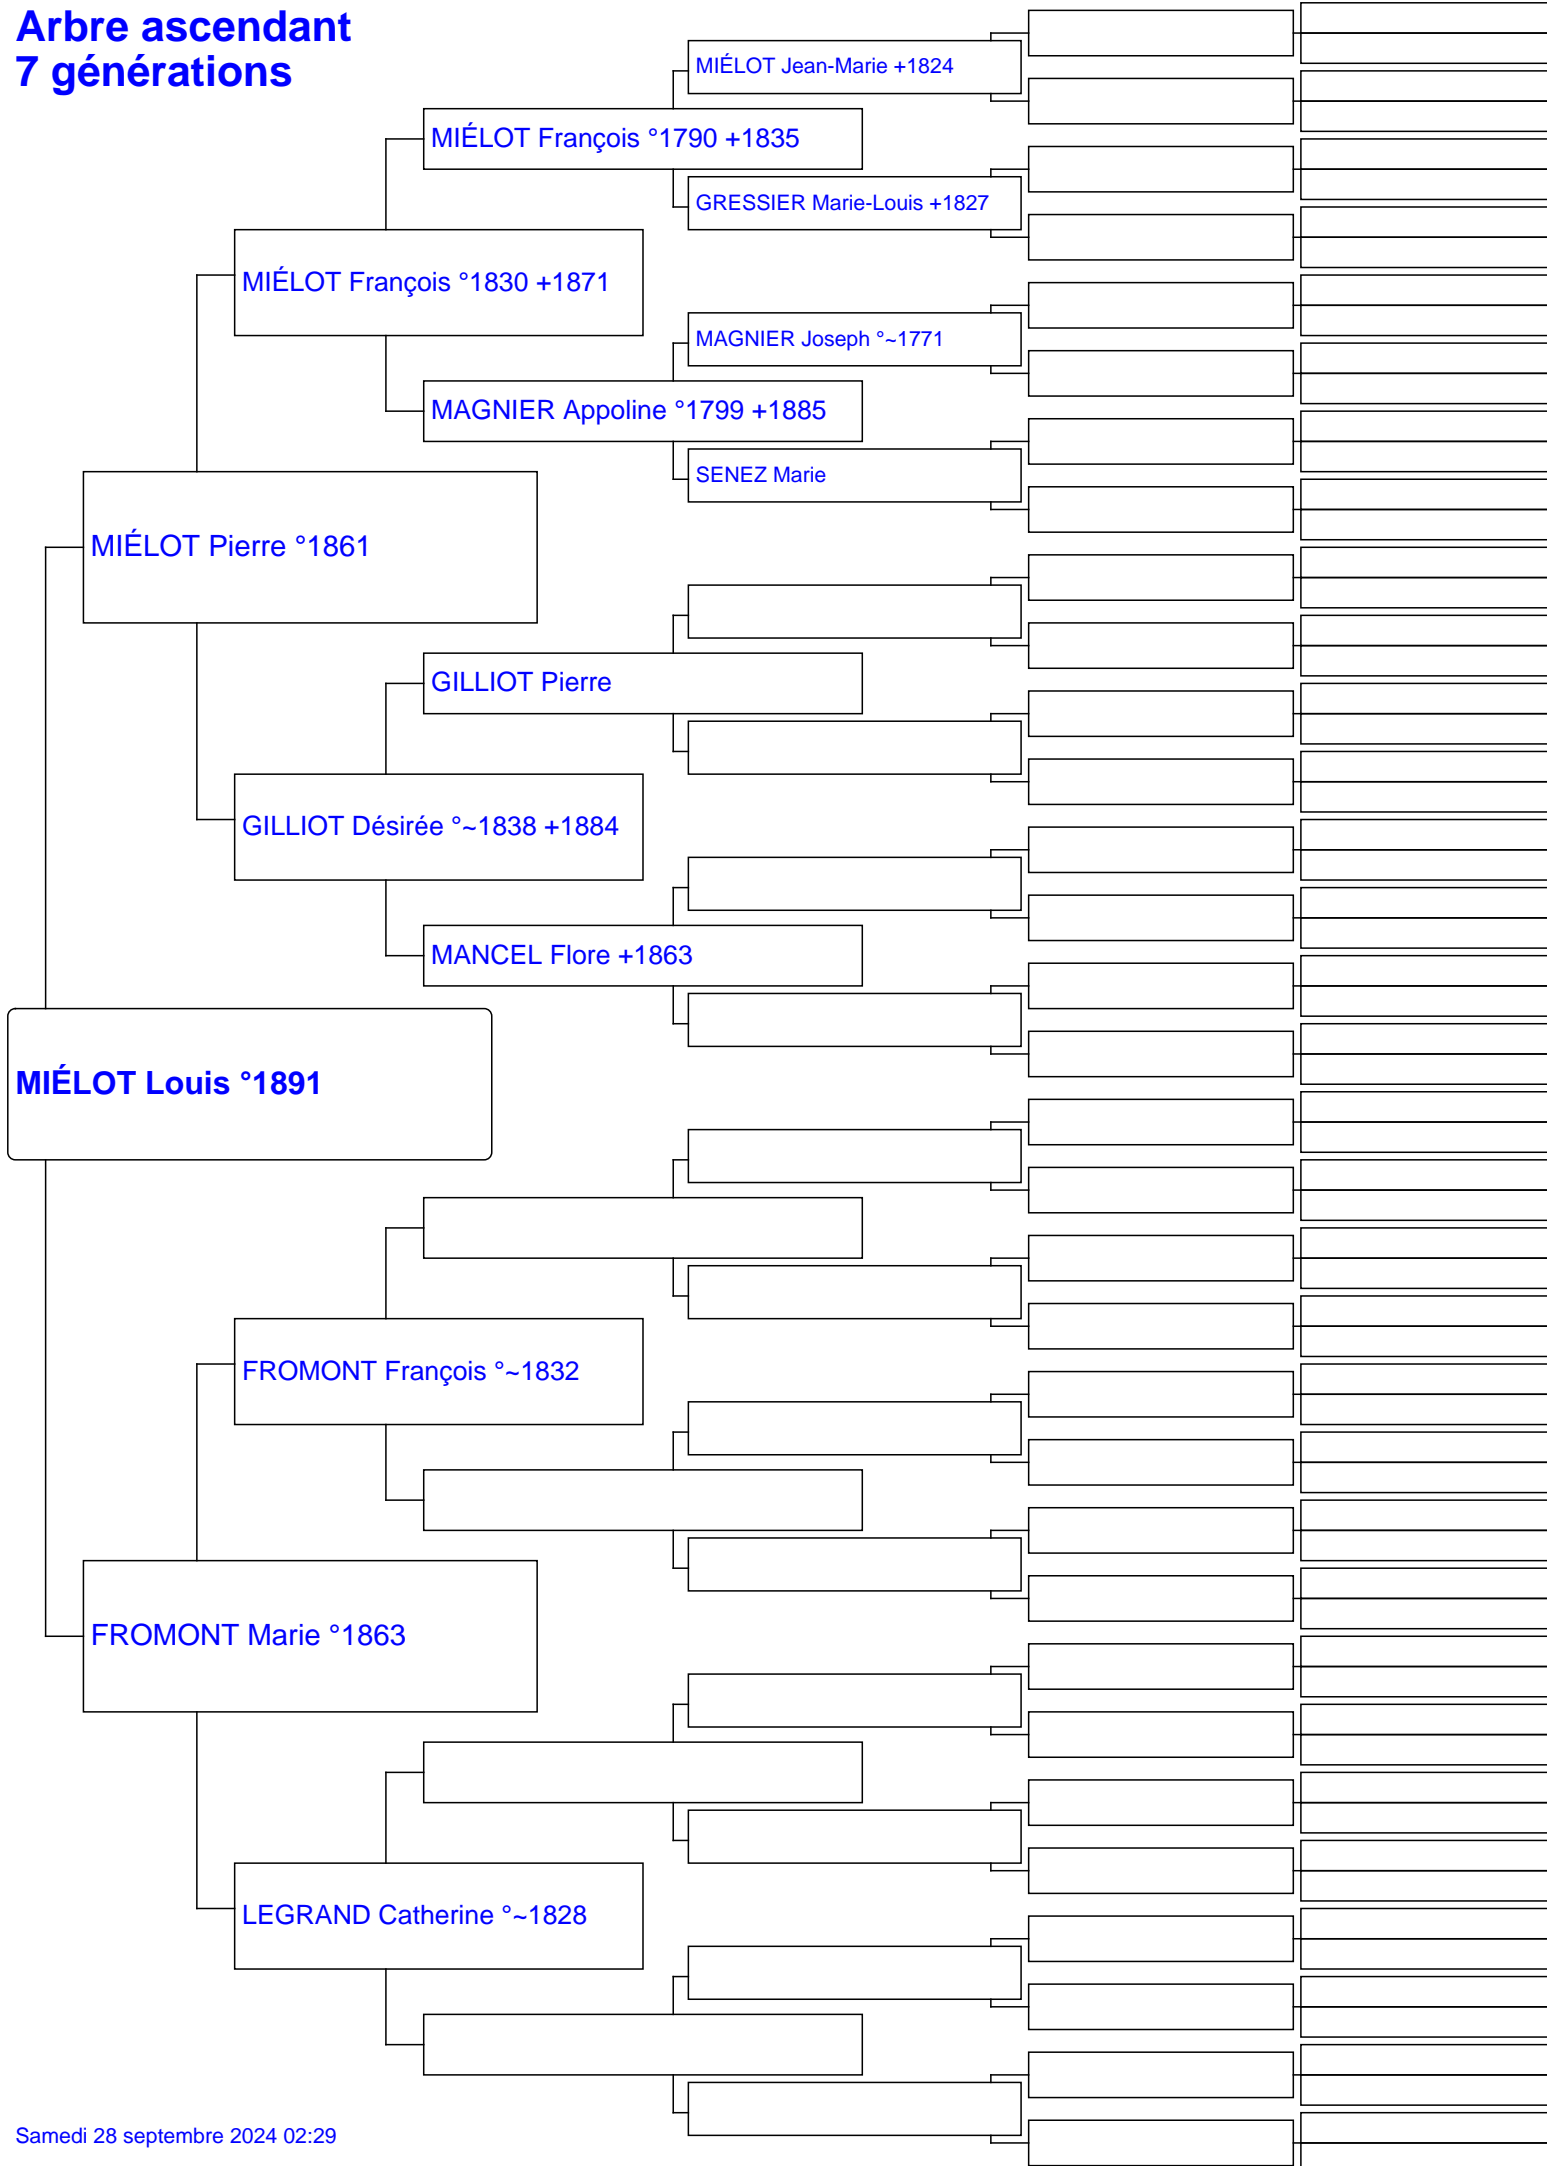 Arbre ascendant
7 générations
MIÉLOT Jean-Marie +1824
MIÉLOT François °1790 +1835
GRESSIER Marie-Louis +1827
MIÉLOT François °1830 +1871
MAGNIER Joseph °~1771
MAGNIER Appoline °1799 +1885
SENEZ Marie
MIÉLOT Pierre °1861
GILLIOT Pierre
GILLIOT Désirée °~1838 +1884
MANCEL Flore +1863
MIÉLOT Louis °1891
FROMONT François °~1832
FROMONT Marie °1863
LEGRAND Catherine °~1828
Samedi 28 septembre 2024 02:29